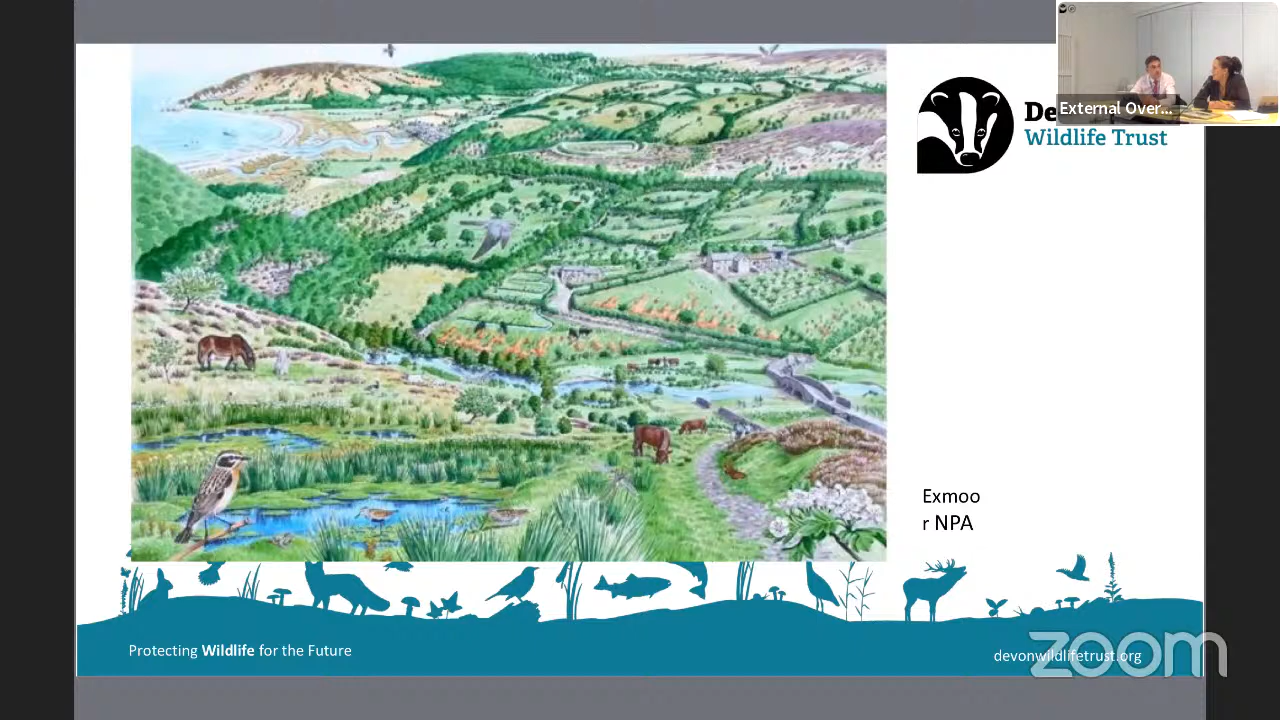 De
Wildlife Trust
External Over...
Exmoo
r NPA
Protecting Wildlife for the Future
devonwildlifetrust.org
zoom